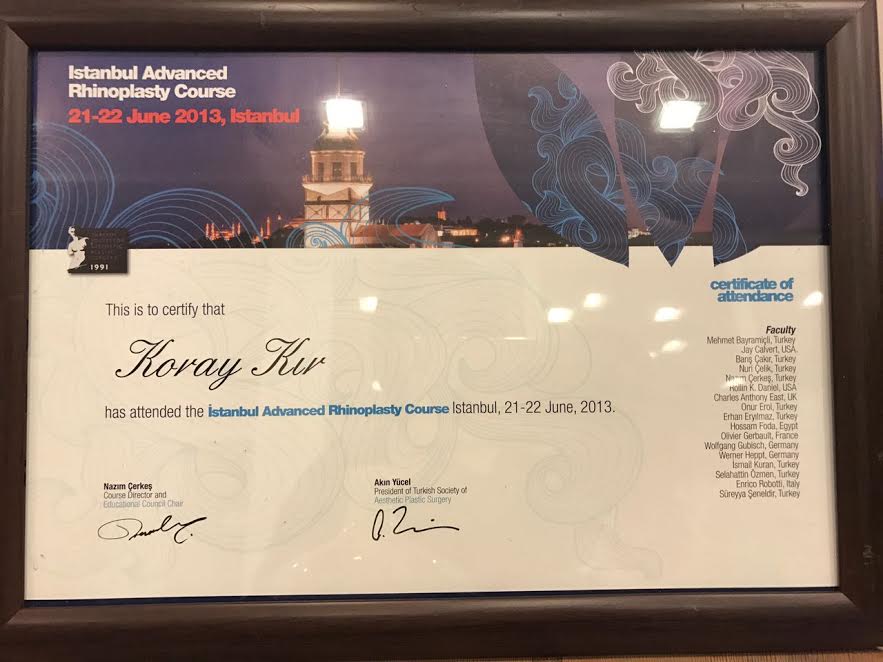 Istanbul Advanced
Rhinoplasty Course
21-22 June 2013, Istanbul
1991
certificate of
attendance
This is to certify that
Koray Kır
has attended the İstanbul Advanced Rhinoplasty Course Istanbul, 21-22 June, 2013.
Faculty
Mehmet Bayramiçli, Turkey
Jay Calvert, USA
Barış Çakır, Turkey
Nuri Çelik, Turkey
Nazım Çerkeş, Turkey
Rollin K. Daniel, USA
Charles Anthony East, UK
Onur Erol, Turkey
Erhan Eryılmaz, Turkey
Hossam Foda, Egypt
Olivier Gerbault, France
Wolfgang Gubisch, Germany
Werner Heppt, Germany
Ismail Kuran, Turkey
Selahattin Özmen, Turkey
Enrico Robotti, Italy
Süreyya Şeneldir, Turkey
Nazım Çerkeş
Course Director and
Educational Council Chair
Akın Yücel
President of Turkish Society of
Aesthetic Plastic Surgery